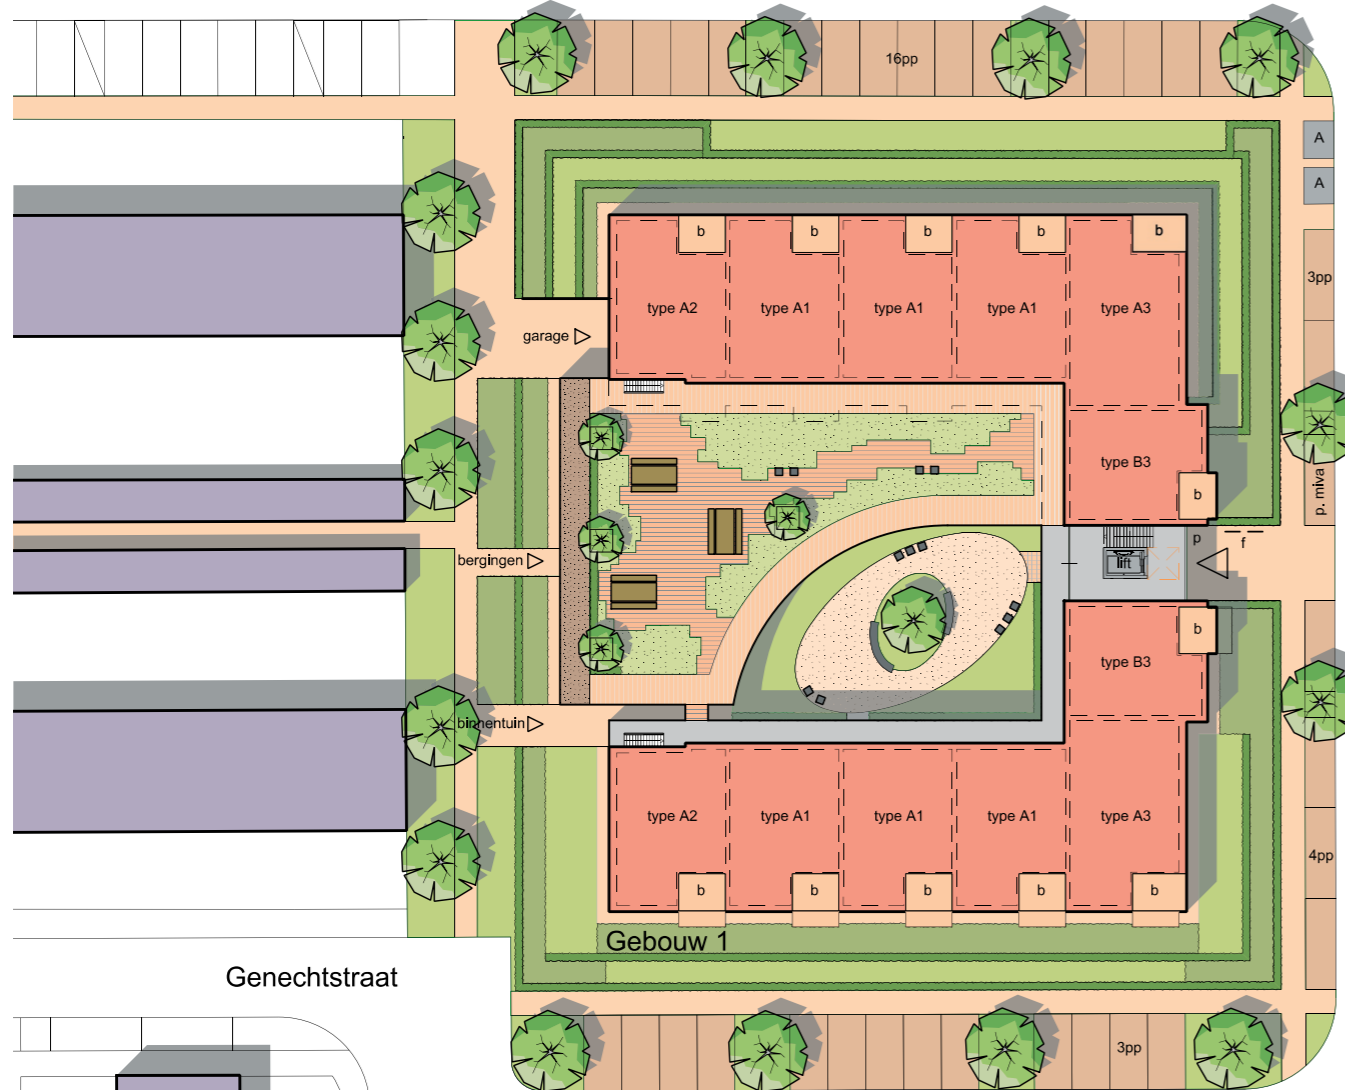 16pp
A
A
b b b b b
3pp
type A2 type A1 type A1 type A1 type A3
garage
type B3
b
p. miva
p
f
bergingen
lift
b
type B3
binnentuin
type A2 type A1 type A1 type A1 type A3
4pp
b b b b b
Gebouw 1
Genechtstraat
3pp